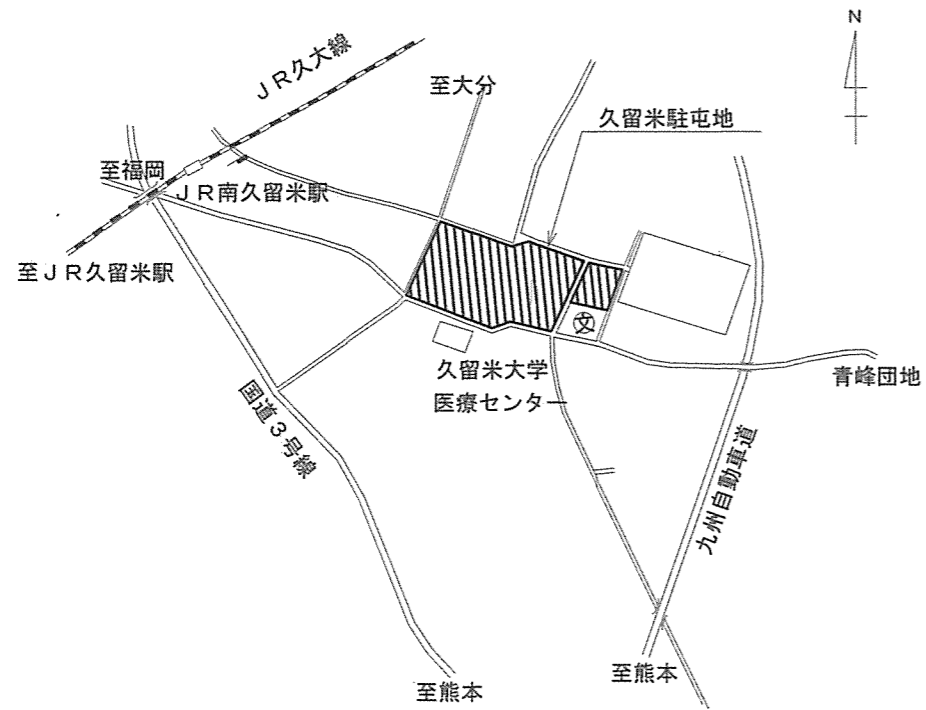 N
JR久大線
至大分
久留米駐屯地
至福岡
JR南久留米駅
至JR久留米駅
文
久留米大学
医療センター
青峰団地
国道3号線
九州自動車道
至熊本
至熊本